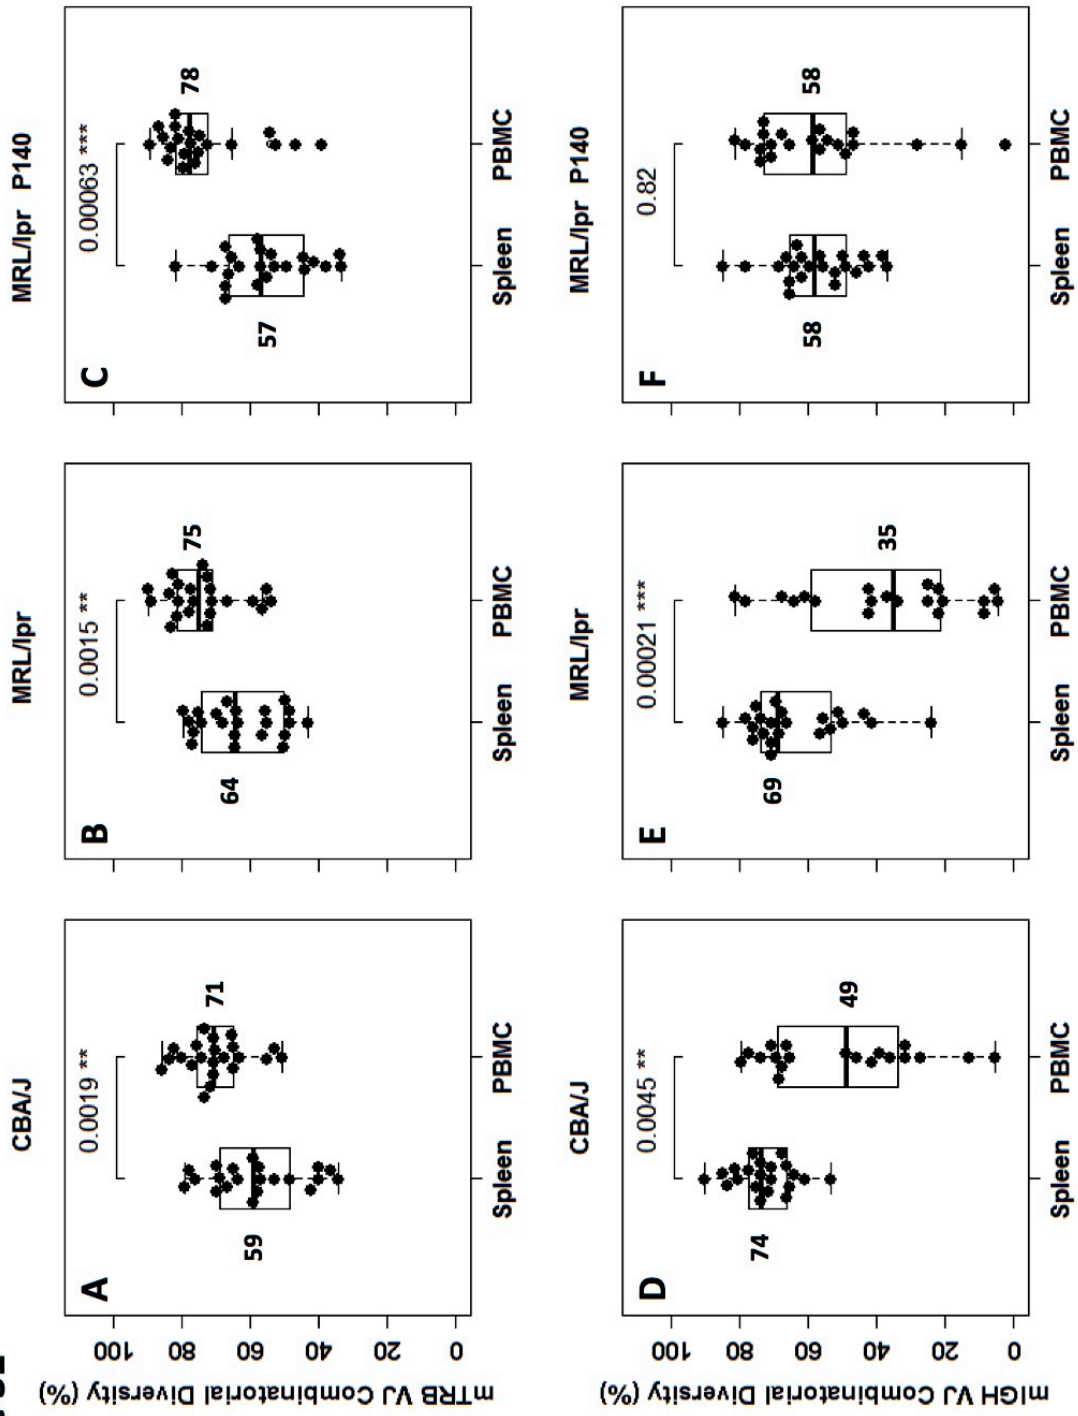 CBA/J
MRL/lpr
MRL/lpr P140
A
0.0019 **
59
71
Spleen PBMC
B
0.0015 **
64
75
Spleen PBMC
C
0.00063 ***
57
78
Spleen PBMC
mTRB VJ Combinatorial Diversity (%)
100
80
60
40
20
0
CBA/J
MRL/lpr
MRL/lpr P140
D
0.0045 **
74
49
Spleen PBMC
E
0.00021 ***
69
35
Spleen PBMC
F
0.82
58
58
Spleen PBMC
mIGH VJ Combinatorial Diversity (%)
100
80
60
40
20
0